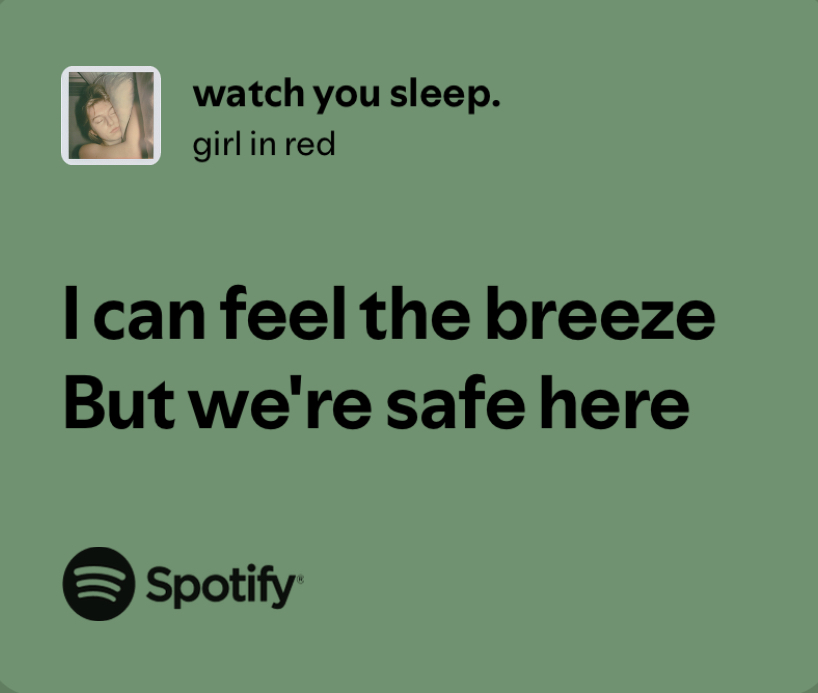 watch you sleep.
girl in red
I can feel the breeze
But we're safe here
Spotify®